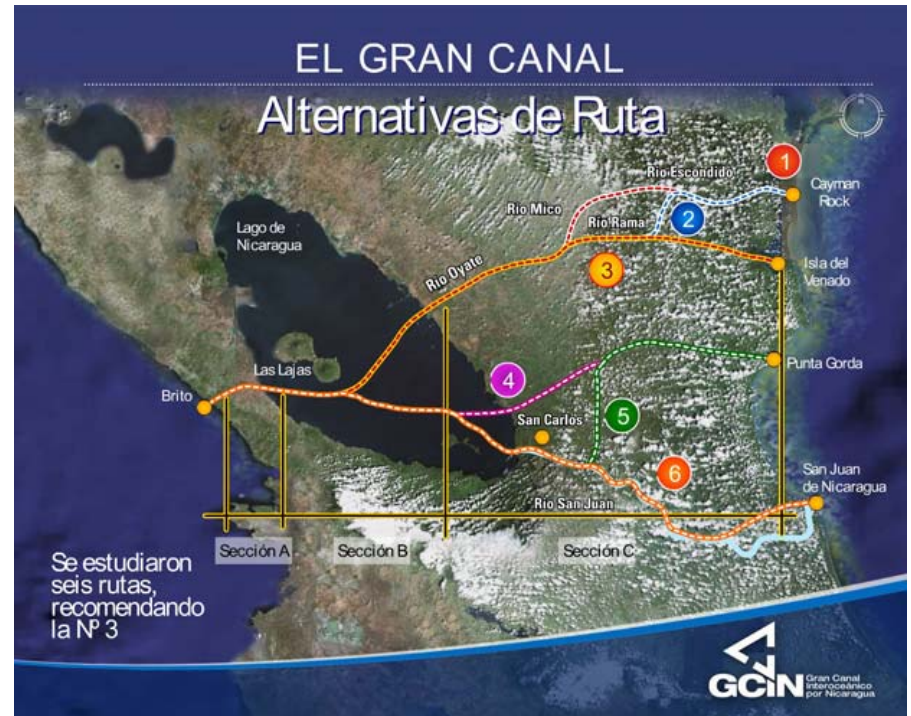 EL GRAN CANAL
Alternativas de Ruta
1
Río Escondido
Cayman
Rock
Río Mico
2
Río Rama
Lago de
Nicaragua
Río Oyate
3
Isla del
Venado
Las Lajas
4
Punta Gorda
Brito
San Carlos
5
6
San Juan
de Nicaragua
Río San Juan
Sección A
Sección B
Sección C
Se estudiaron
seis rutas,
recomendando
la Nº 3
GCIN
Gran Canal
Interoceánico
por Nicaragua